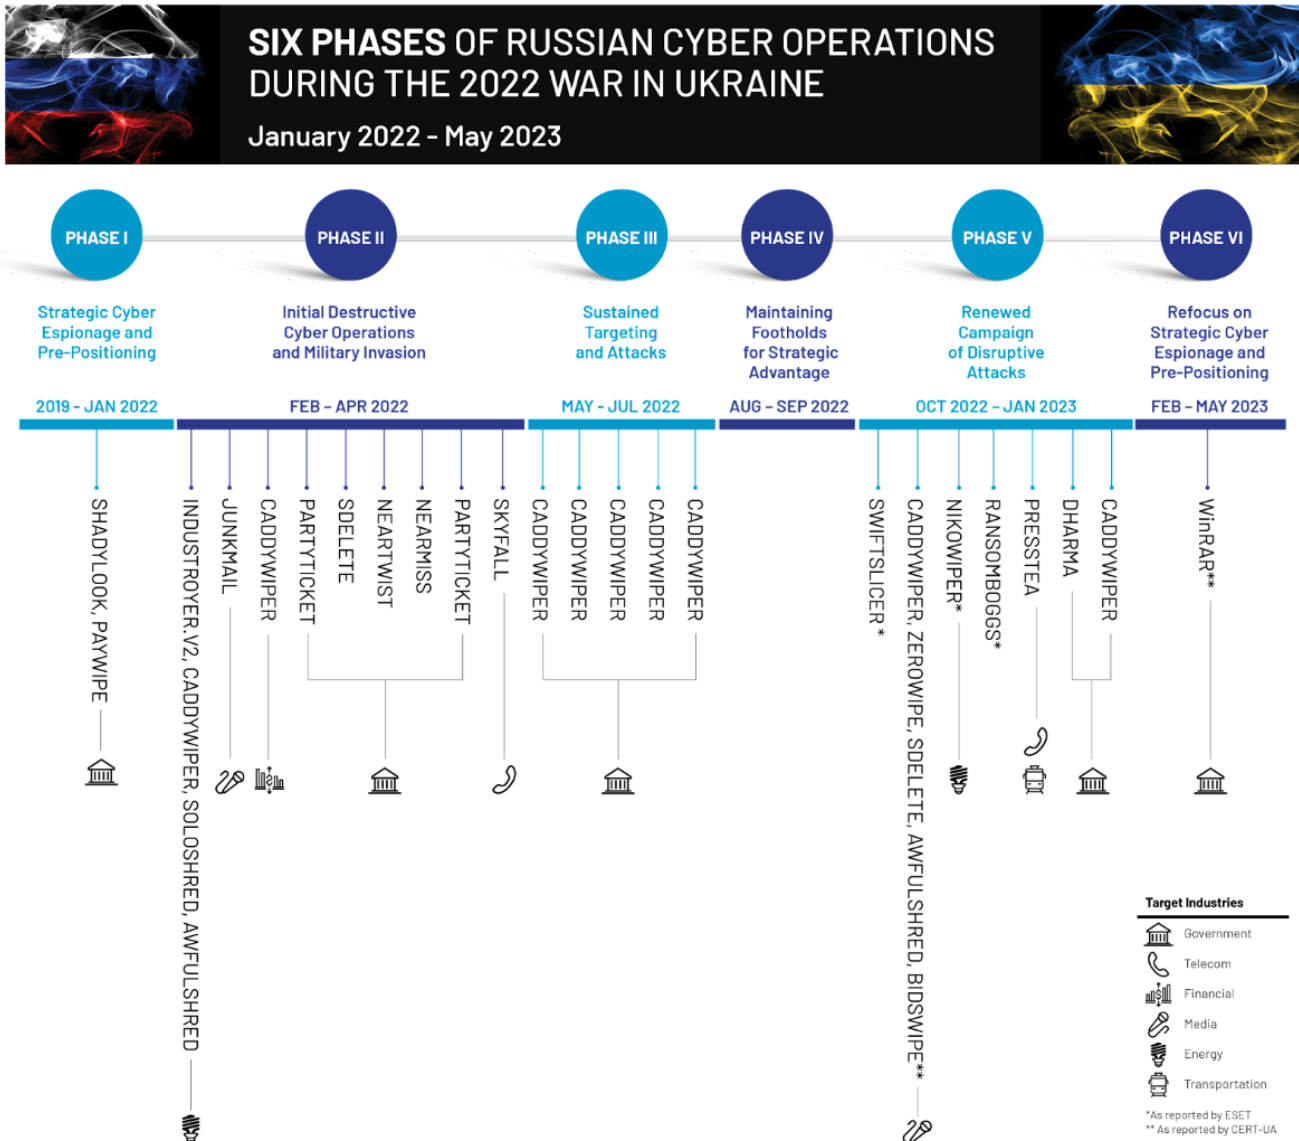 SIX PHASES OF RUSSIAN CYBER OPERATIONS
DURING THE 2022 WAR IN UKRAINE
January 2022 - May 2023
PHASE I
Strategic Cyber
Espionage and
Pre-Positioning
2019 - JAN 2022
SHADYLOOK, PAYWIPE
PHASE II
Initial Destructive
Cyber Operations
and Military Invasion
FEB – APR 2022
INDUSTROYER.V2, CADDYWIPER, SOLOSHRED, AWFULSHRED
JUNKMAIL
CADDYWIPER
PARTYTICKET
SDELETE
NEARTWIST
NEARMISS
PARTYTICKET
SKYFALL
PHASE III
Sustained
Targeting
and Attacks
MAY - JUL 2022
CADDYWIPER
CADDYWIPER
CADDYWIPER
CADDYWIPER
CADDYWIPER
PHASE IV
Maintaining
Footholds
for Strategic
Advantage
AUG – SEP 2022
PHASE V
Renewed
Campaign
of Disruptive
Attacks
OCT 2022 – JAN 2023
SWIFTSLICER*
CADDYWIPER, ZEROWIPE, SDELETE, AWFULSHRED, BIDSWIPE**
NIKOWIPER*
RANSOMBOGGS*
PRESSTEA
DHARMA
CADDYWIPER
PHASE VI
Refocus on
Strategic Cyber
Espionage and
Pre-Positioning
FEB – MAY 2023
WinRAR**
Target Industries
Government
Telecom
Financial
Media
Energy
Transportation
*As reported by ESET
** As reported by CERT-UA